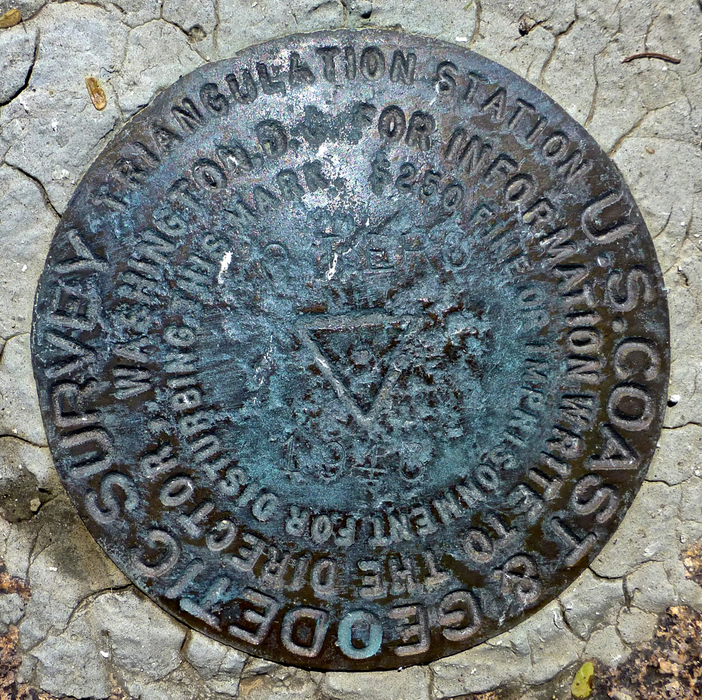 U.S. COAST & GEODETIC SURVEY
TRIANGULATION STATION
FOR INFORMATION WRITE TO THE DIRECTOR, WASHINGTON, D.C.
$250 FINE OR IMPRISONMENT FOR DISTURBING THIS MARK.